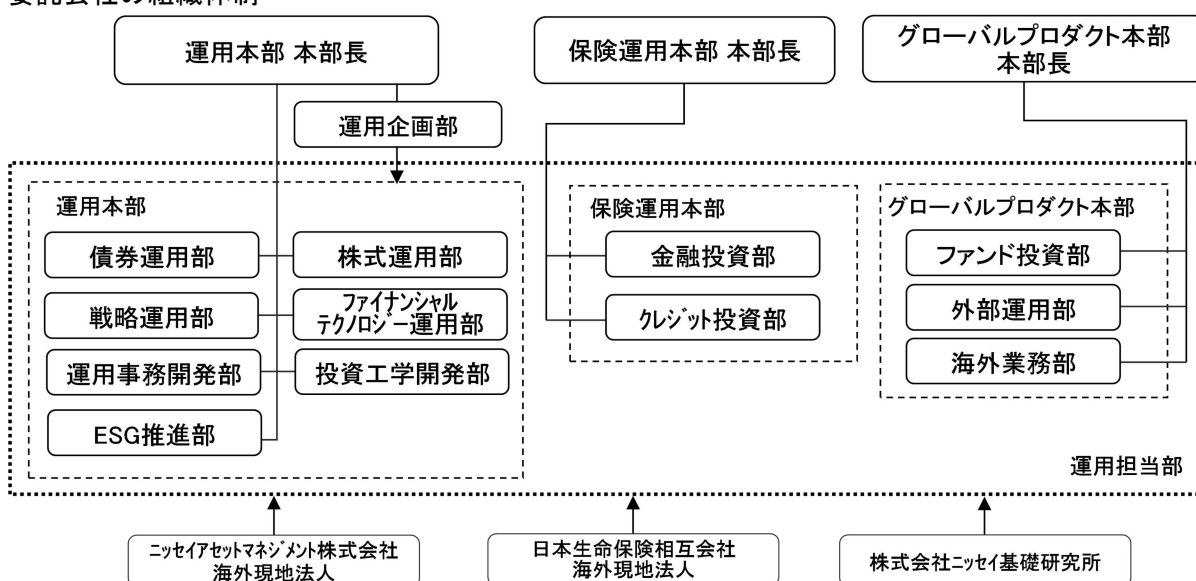 委託会社の組織体制
運用本部 本部長
保険運用本部 本部長
グローバルプロダクト本部
本部長
運用企画部
運用本部
債券運用部
株式運用部
戦略運用部
ファイナンシャル
テクノロジー運用部
運用事務開発部
投資工学開発部
ESG推進部
保険運用本部
金融投資部
クレジット投資部
グローバルプロダクト本部
ファンド投資部
外部運用部
海外業務部
運用担当部
ニッセイアセットマネジメント株式会社
海外現地法人
日本生命保険相互会社
海外現地法人
株式会社ニッセイ基礎研究所